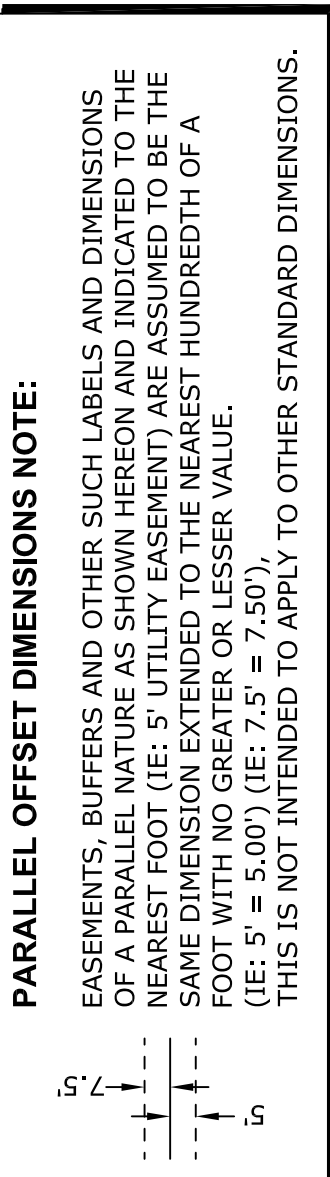 PARALLEL OFFSET DIMENSIONS NOTE:
EASEMENTS, BUFFERS AND OTHER SUCH LABELS AND DIMENSIONS
OF A PARALLEL NATURE AS SHOWN HEREON AND INDICATED TO THE
NEAREST FOOT (IE: 5' UTILITY EASEMENT) ARE ASSUMED TO BE THE
SAME DIMENSION EXTENDED TO THE NEAREST HUNDREDTH OF A
FOOT WITH NO GREATER OR LESSER VALUE.
(IE: 5' = 5.00') (IE: 7.5' = 7.50'),
THIS IS NOT INTENDED TO APPLY TO OTHER STANDARD DIMENSIONS.
7.5'
5'